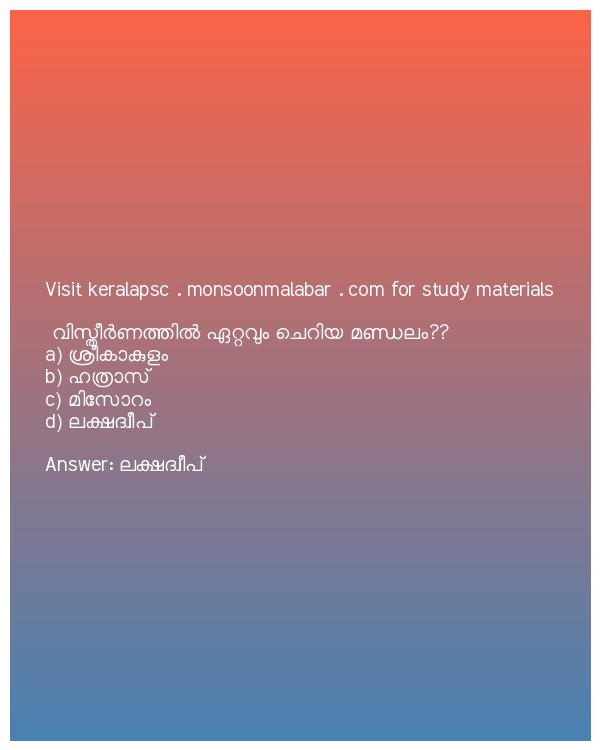 Visit keralapsc . monsoonmalabar . com for study materials
വിസ്തീർണത്തിൽ ഏറ്റവും ചെറിയ മണ്ഡലം??
a) ശ്രീകാകുളം
b) ഹത്രാസ്
c) മിസോറം
d) ലക്ഷദ്വീപ്
Answer: ലക്ഷദ്വീപ്